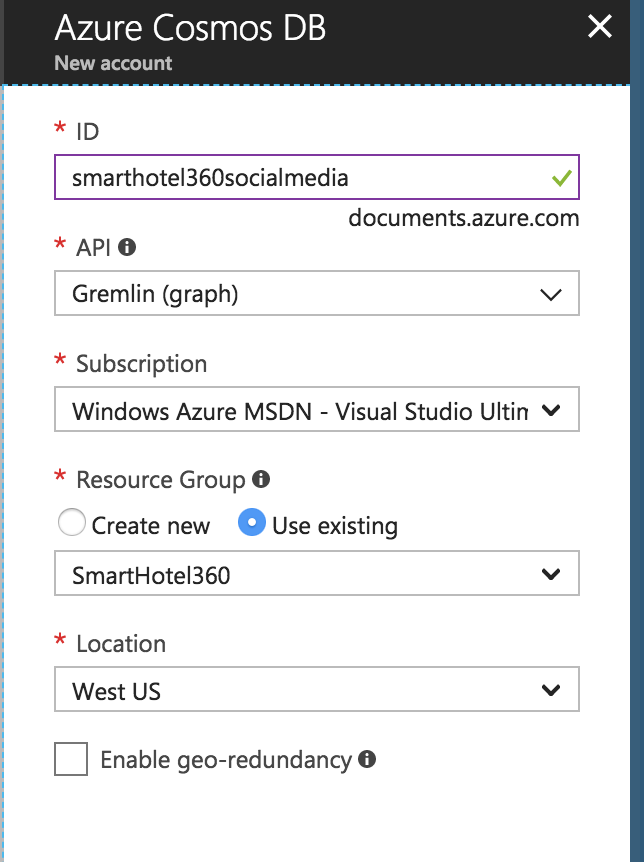 Azure Cosmos DB
New account
* ID
smarthotel360socialmedia
documents.azure.com
* API
Gremlin (graph)
* Subscription
Windows Azure MSDN - Visual Studio Ultim
* Resource Group
Create new Use existing
SmartHotel360
* Location
West US
Enable geo-redundancy